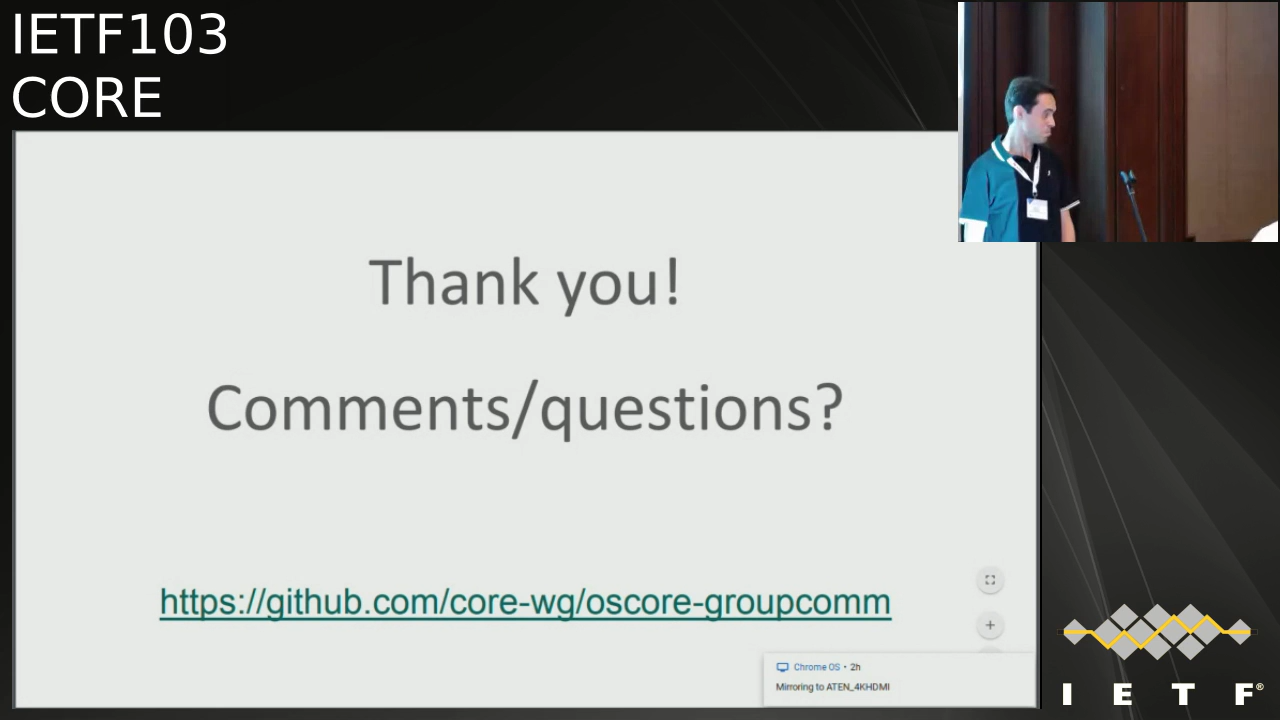 IETF103
CORE
Thank you!
Comments/questions?
https://github.com/core-wg/oscore-groupcomm
Chrome OS • 2h
Mirroring to ATEN_4KHDMI
I E T F®